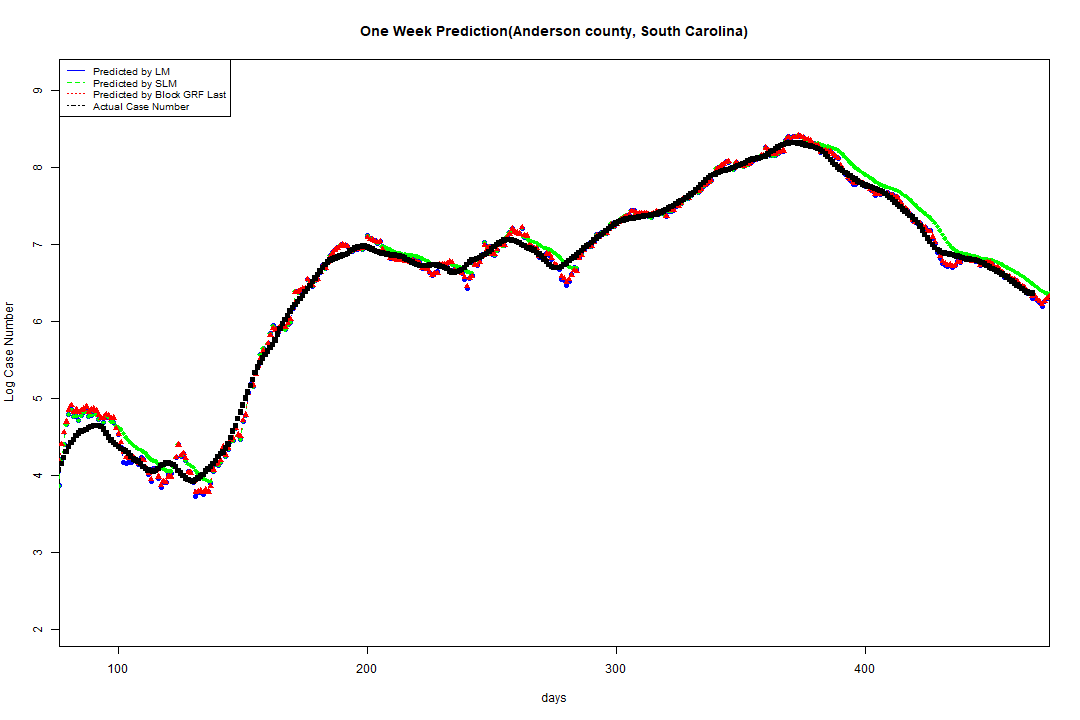 One Week Prediction(Anderson county, South Carolina)
Predicted by LM
Predicted by SLM
Predicted by Block GRF Last
Actual Case Number
9
8
7
6
5
4
3
2
Log Case Number
100 200 300 400
days